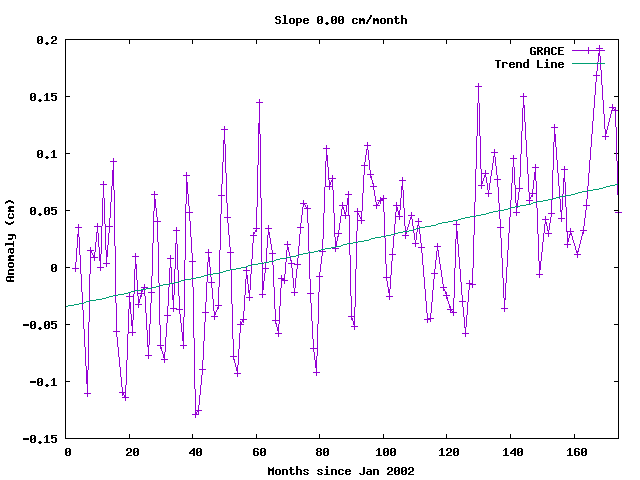 Slope 0.00 cm/month
GRACE
Trend Line
0.2
0.15
0.1
0.05
0
-0.05
-0.1
-0.15
Anomaly (cm)
0 20 40 60 80 100 120 140 160
Months since Jan 2002